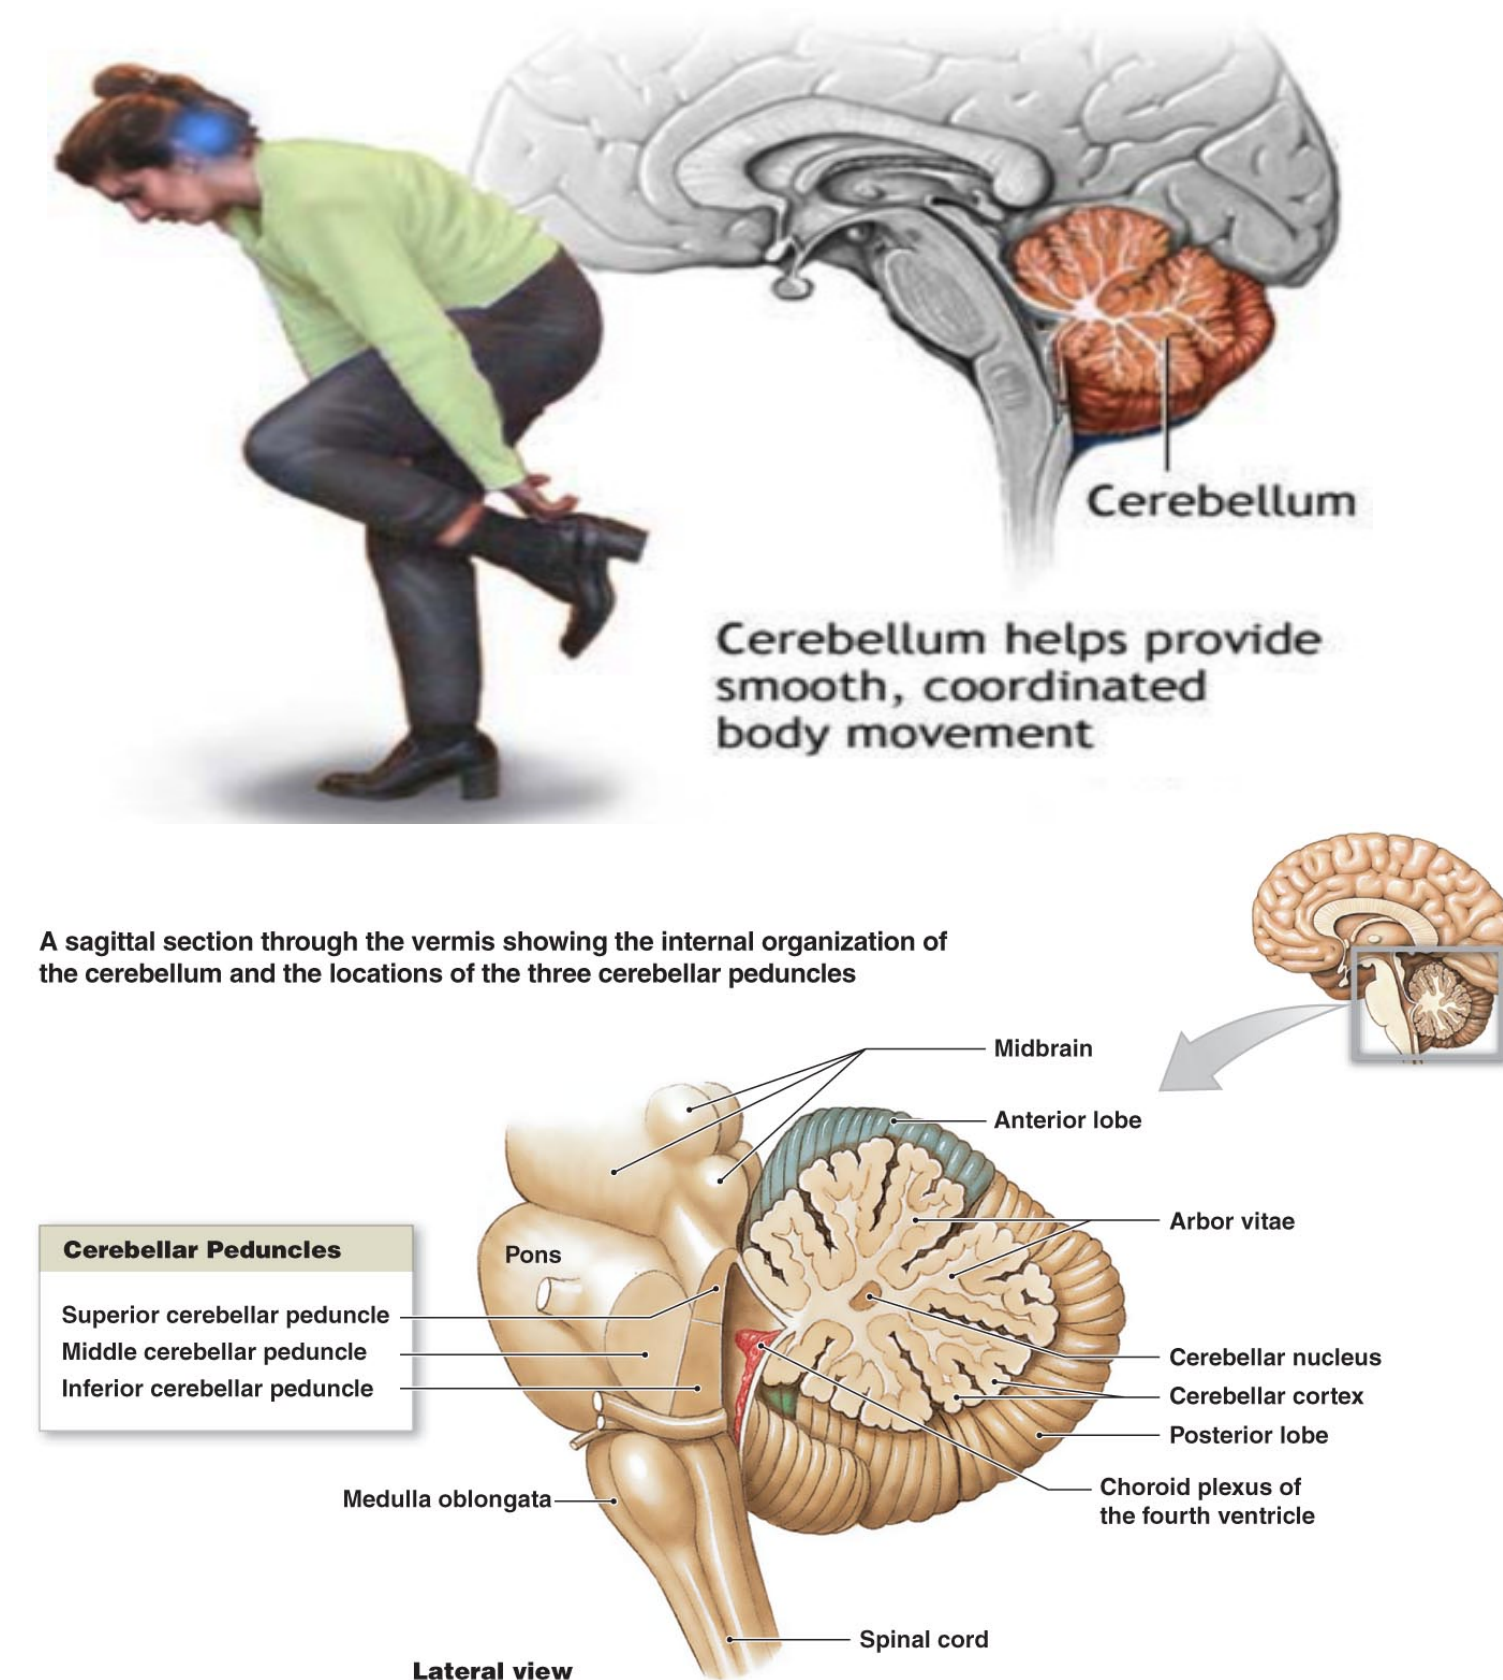 Cerebellum
Cerebellum helps provide
smooth, coordinated
body movement
A sagittal section through the vermis showing the internal organization of
the cerebellum and the locations of the three cerebellar peduncles
Midbrain
Anterior lobe
Arbor vitae
Cerebellar Peduncles
Pons
Superior cerebellar peduncle
Middle cerebellar peduncle
Inferior cerebellar peduncle
Cerebellar nucleus
Cerebellar cortex
Posterior lobe
Choroid plexus of
the fourth ventricle
Medulla oblongata
Spinal cord
Lateral view